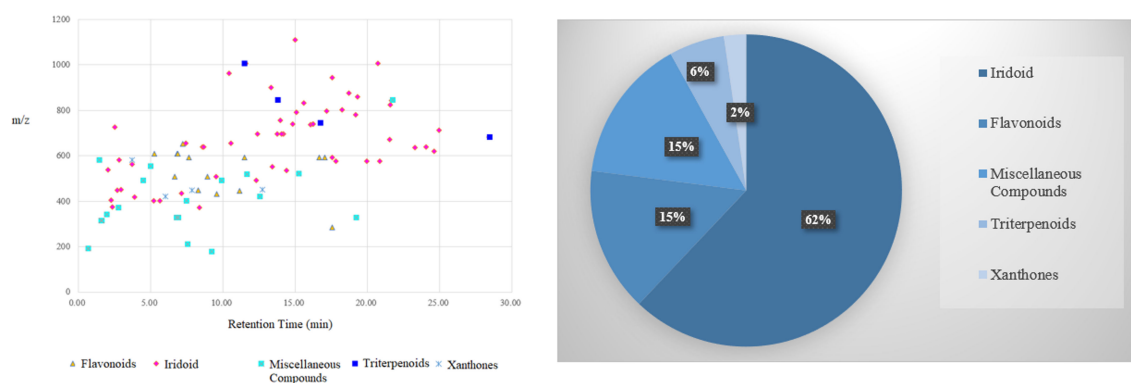 1200
1000
800
m/z
600
400
200
0
0.00 5.00 10.00 15.00 20.00 25.00 30.00
Retention Time (min)
Flavonoids Iridoid Miscellaneous Triterpenoids Xanthones
Compounds
6%
2%
15%
15%
62%
Iridoid
Flavonoids
Miscellaneous
Compounds
Triterpenoids
Xanthones